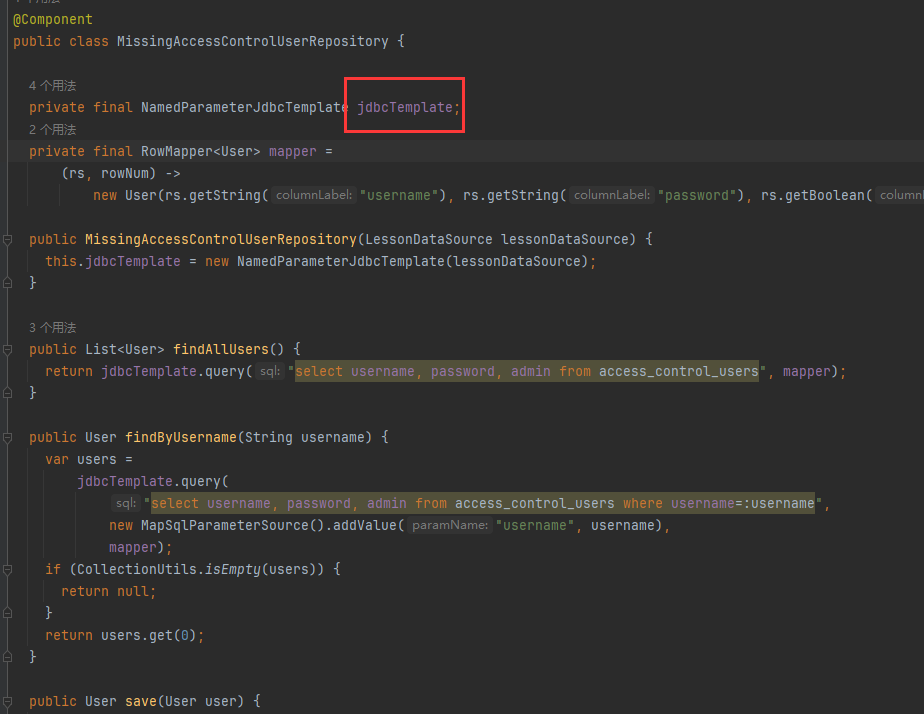 个用法
@Component
public class MissingAccessControlUserRepository {
4 个用法
private final NamedParameterJdbcTemplate jdbcTemplate;
2 个用法
private final RowMapper<User> mapper =
(rs, rowNum) ->
new User(rs.getString( columnLabel: "username"), rs.getString( columnLabel: "password"), rs.getBoolean(
public MissingAccessControlUserRepository(LessonDataSource lessonDataSource) {
this.jdbcTemplate = new NamedParameterJdbcTemplate(lessonDataSource);
}
3 个用法
public List<User> findAllUsers() {
return jdbcTemplate.query( sql: "select username, password, admin from access_control_users", mapper);
}
public User findByUsername(String username) {
var users =
jdbcTemplate.query(
sql: "select username, password, admin from access_control_users where username=:username",
new MapSqlParameterSource().addValue( paramName: "username", username),
mapper);
if (CollectionUtils.isEmpty(users)) {
return null;
}
return users.get(0);
}
public User save(User user) {